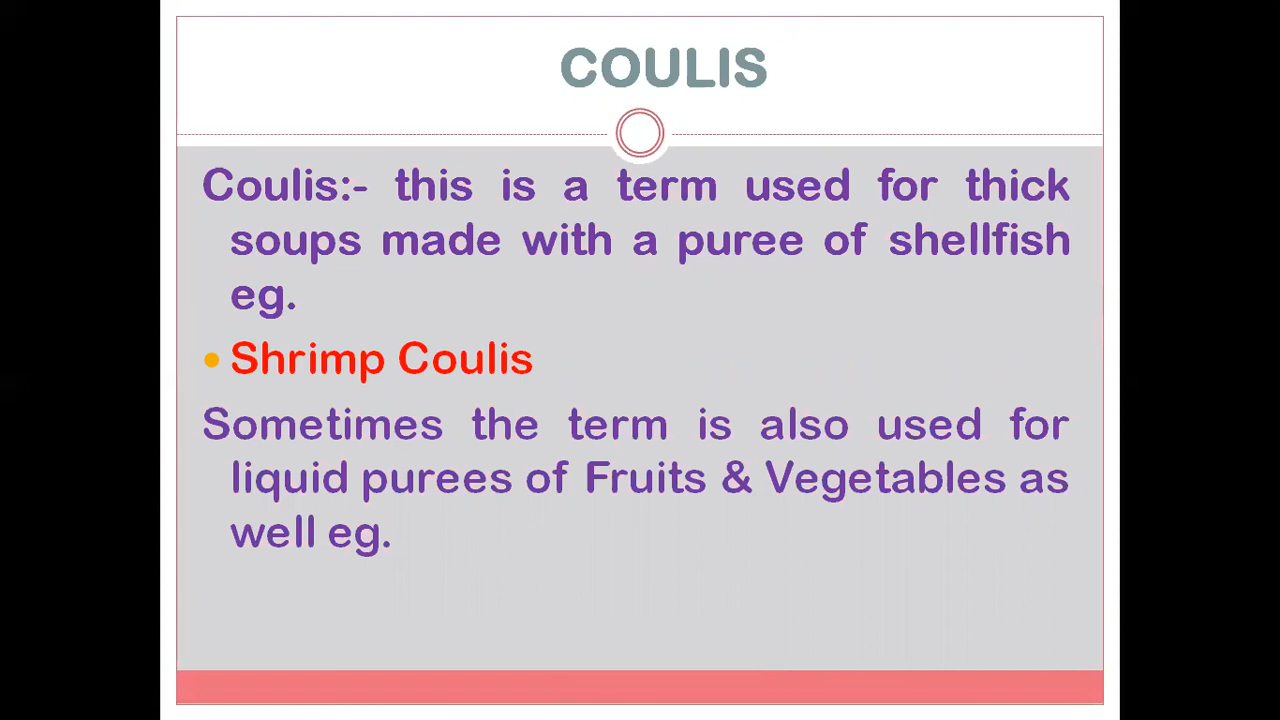 COULIS
Coulis:- this is a term used for thick
soups made with a puree of shellfish
eg.
• Shrimp Coulis
Sometimes the term is also used for
liquid purees of Fruits & Vegetables as
well eg.